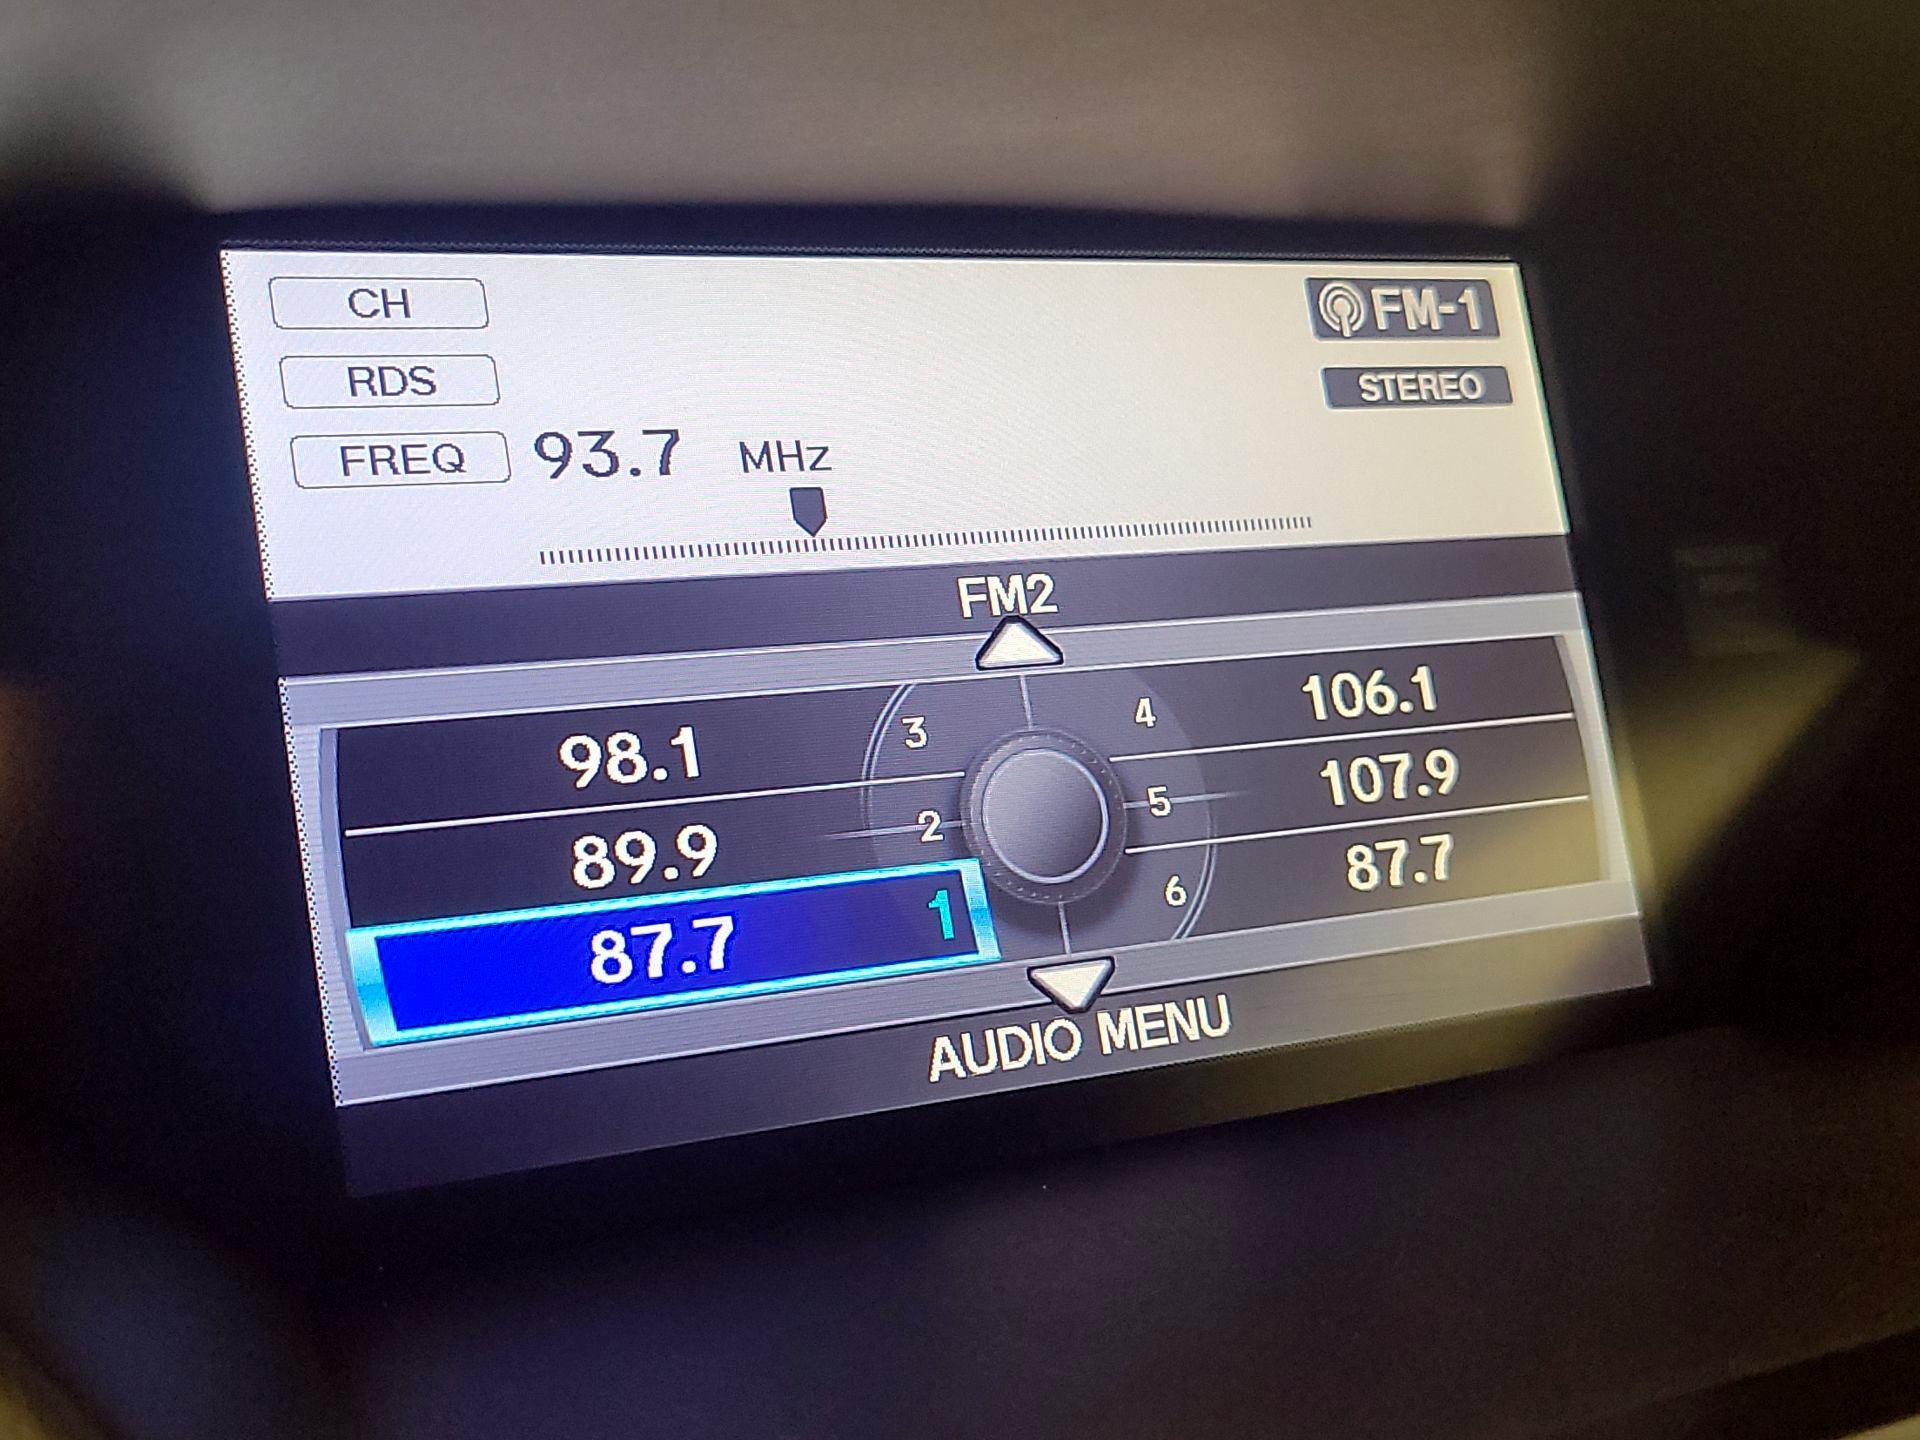 CH
FM-1
RDS
STEREO
FREQ 93.7 MHz
FM2
98.1 3
4 106.1
89.9 2
5 107.9
87.7 1
6 87.7
AUDIO MENU